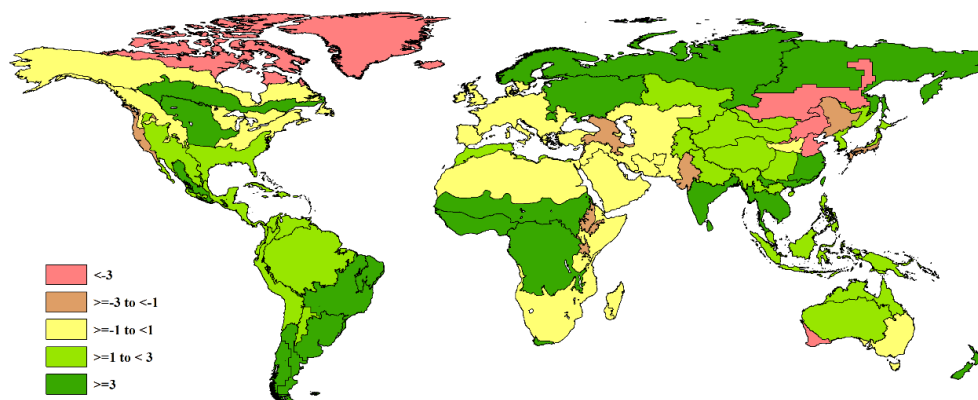 <-3
>=-3 to <-1
>=-1 to <1
>=1 to < 3
>=3